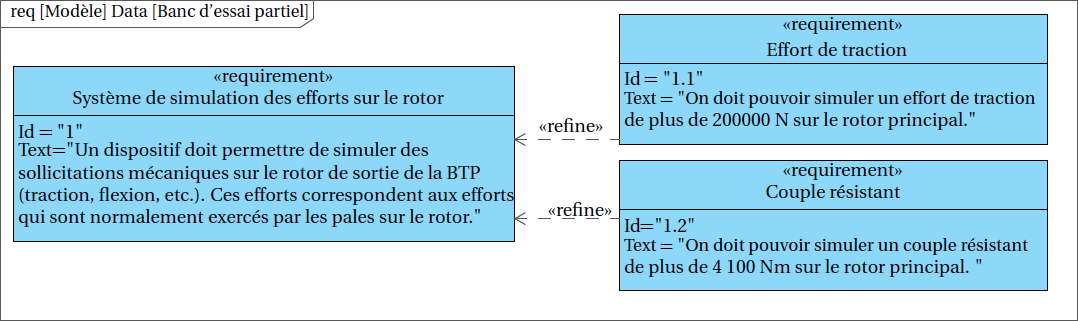 req [Modèle] Data [Banc d'essai partiel]
«requirement»
Système de simulation des efforts sur le rotor
Id = "1"
Text="Un dispositif doit permettre de simuler des
sollicitations mécaniques sur le rotor de sortie de la BTP
(traction, flexion, etc.). Ces efforts correspondent aux efforts
qui sont normalement exercés par les pales sur le rotor."
«refine»
«refine»
«requirement»
Effort de traction
Id = "1.1"
Text = "On doit pouvoir simuler un effort de traction
de plus de 200000 N sur le rotor principal."
«requirement»
Couple résistant
Id="1.2"
Text = "On doit pouvoir simuler un couple résistant
de plus de 4 100 Nm sur le rotor principal. "